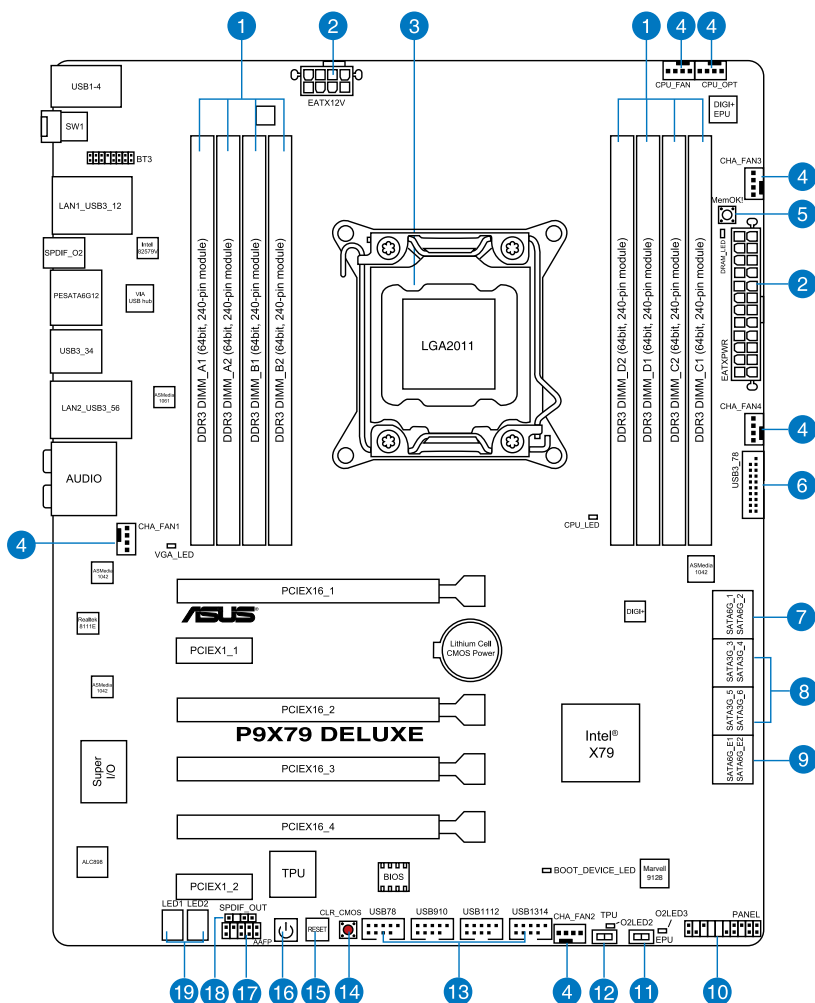 1
2
3
1
4
4
USB1-4
SW1
BT3
EATX12V
CPU_FAN
CPU_OPT
DIGI+
EPU
CHA_FAN3
4
MemOK!
5
DRAM_LED
LAN1_USB3_12
SPDIF_O2
Intel
82579V
PESATA6G12
VIA
USB hub
USB3_34
LAN2_USB3_56
ASMedia
1061
AUDIO
DDR3 DIMM_A1 (64bit, 240-pin module)
DDR3 DIMM_A2 (64bit, 240-pin module)
DDR3 DIMM_B1 (64bit, 240-pin module)
DDR3 DIMM_B2 (64bit, 240-pin module)
LGA2011
DDR3 DIMM_D2 (64bit, 240-pin module)
DDR3 DIMM_D1 (64bit, 240-pin module)
DDR3 DIMM_C2 (64bit, 240-pin module)
DDR3 DIMM_C1 (64bit, 240-pin module)
2
EATXPWR
CHA_FAN4
4
USB3_78
6
4
CHA_FAN1
VGA_LED
CPU_LED
ASMedia
1042
ASMedia
1042
PCIEX16_1
ASUS®
Realtek
8111E
DIGI+
SATA6G_1
SATA6G_2
7
PCIEX1_1
Lithium Cell
CMOS Power
SATA3G_3
SATA3G_4
8
ASMedia
1042
SATA3G_5
SATA3G_6
PCIEX16_2
P9X79 DELUXE
Intel®
X79
SATA6G_E1
SATA6G_E2
9
Super
I/O
PCIEX16_3
PCIEX16_4
ALC898
TPU
BIOS
BOOT_DEVICE_LED
Marvell
9128
PCIEX1_2
LED1
LED2
SPDIF_OUT
AAFP
RESET
CLR_CMOS
USB78
USB910
USB1112
USB1314
CHA_FAN2
TPU
O2LED2
O2LED3
EPU
PANEL
19
18
17
16
15
14
13
4
12
11
10